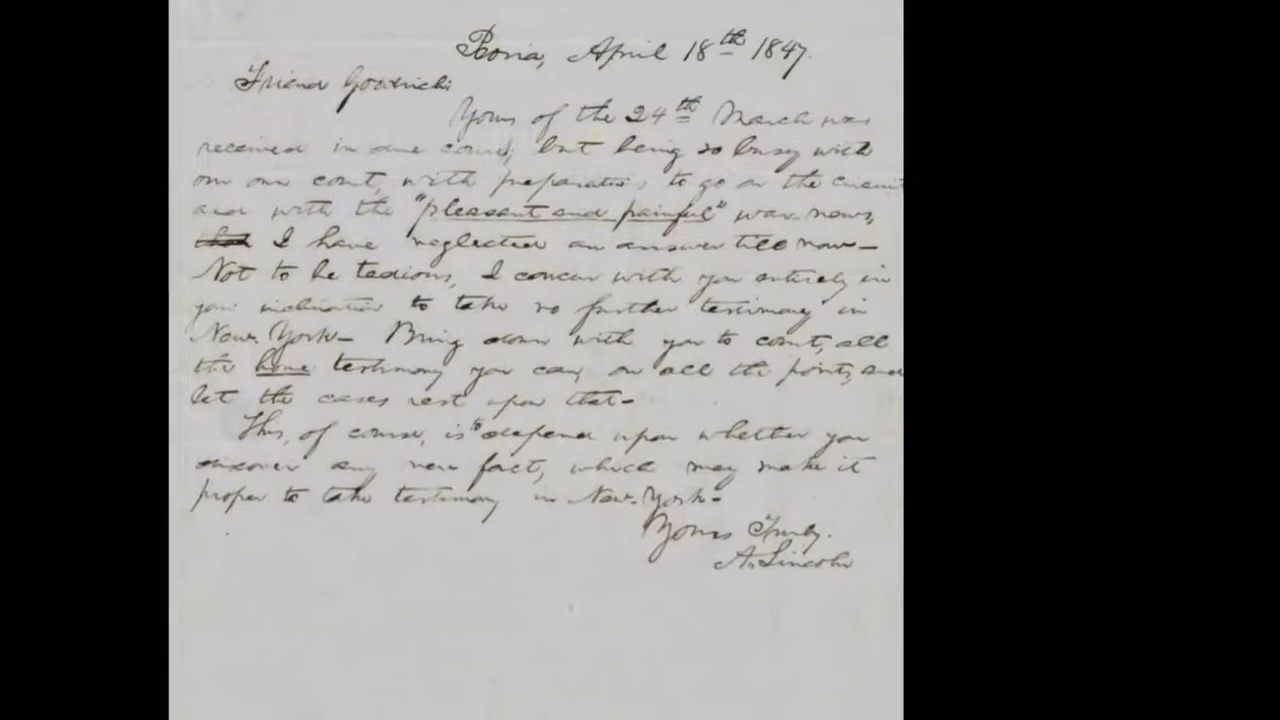 Peoria, April 18th 1847.
Friend Goodrich:
Yours of the 24th March was
received in due course; but being so busy with
our own court, with preparations to go on the circuit
and with the "pleasant and painful" war-news,
that I have neglected an answer till now—
Not to be tedious, I concur with you entirely in
your inclination to take no further testimony in
New-York— Bring down with you to court, all
the home testimony you can, on all the points, and
let the cases rest upon that—
This, of course, is to depend upon whether you
discover any new fact, which may make it
proper to take testimony in New-York—
Yours Truly.
A. Lincoln